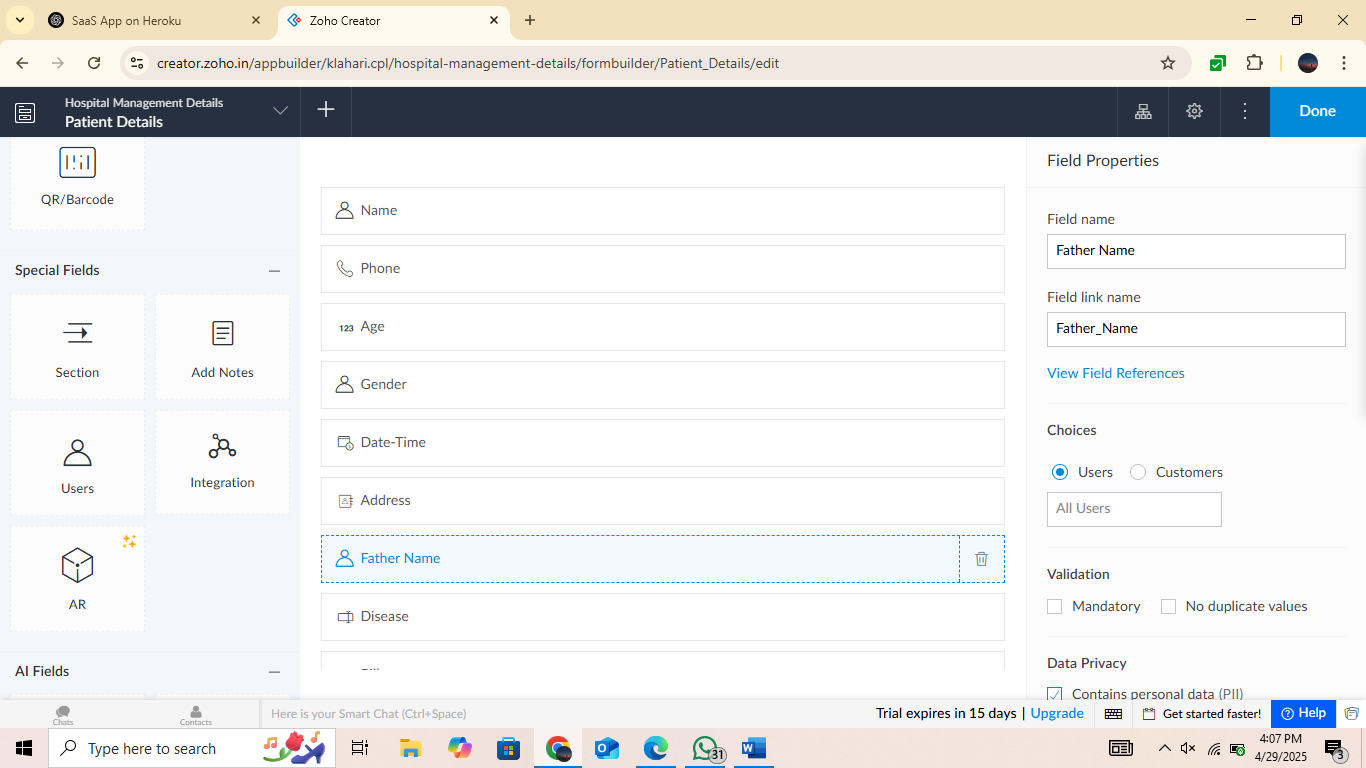 SaaS App on Heroku
Zoho Creator
creator.zoho.in/appbuilder/klahari.cpl/hospital-management-details/formbuilder/Patient_Details/edit
Hospital Management Details
Patient Details
Done
QR/Barcode
Special Fields
Section
Add Notes
Users
Integration
AR
AI Fields
Name
Phone
123 Age
Gender
Date-Time
Address
Father Name
Disease
Field Properties
Field name
Father Name
Field link name
Father_Name
View Field References
Choices
Users
Customers
All Users
Validation
Mandatory
No duplicate values
Data Privacy
Contains personal data (PII)
Chats
Contacts
Here is your Smart Chat (Ctrl+Space)
Trial expires in 15 days | Upgrade
Get started faster!
Help
Type here to search
31
4:07 PM
4/29/2025
3